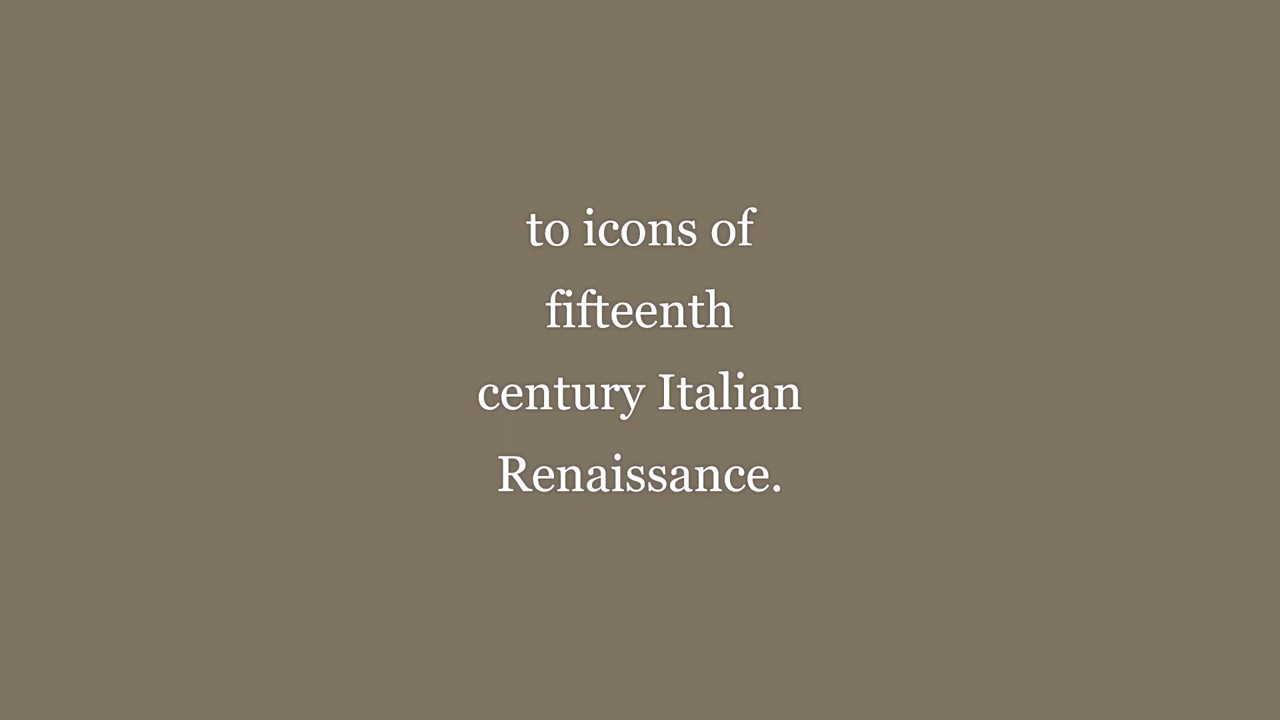 to icons of
fifteenth
century Italian
Renaissance.